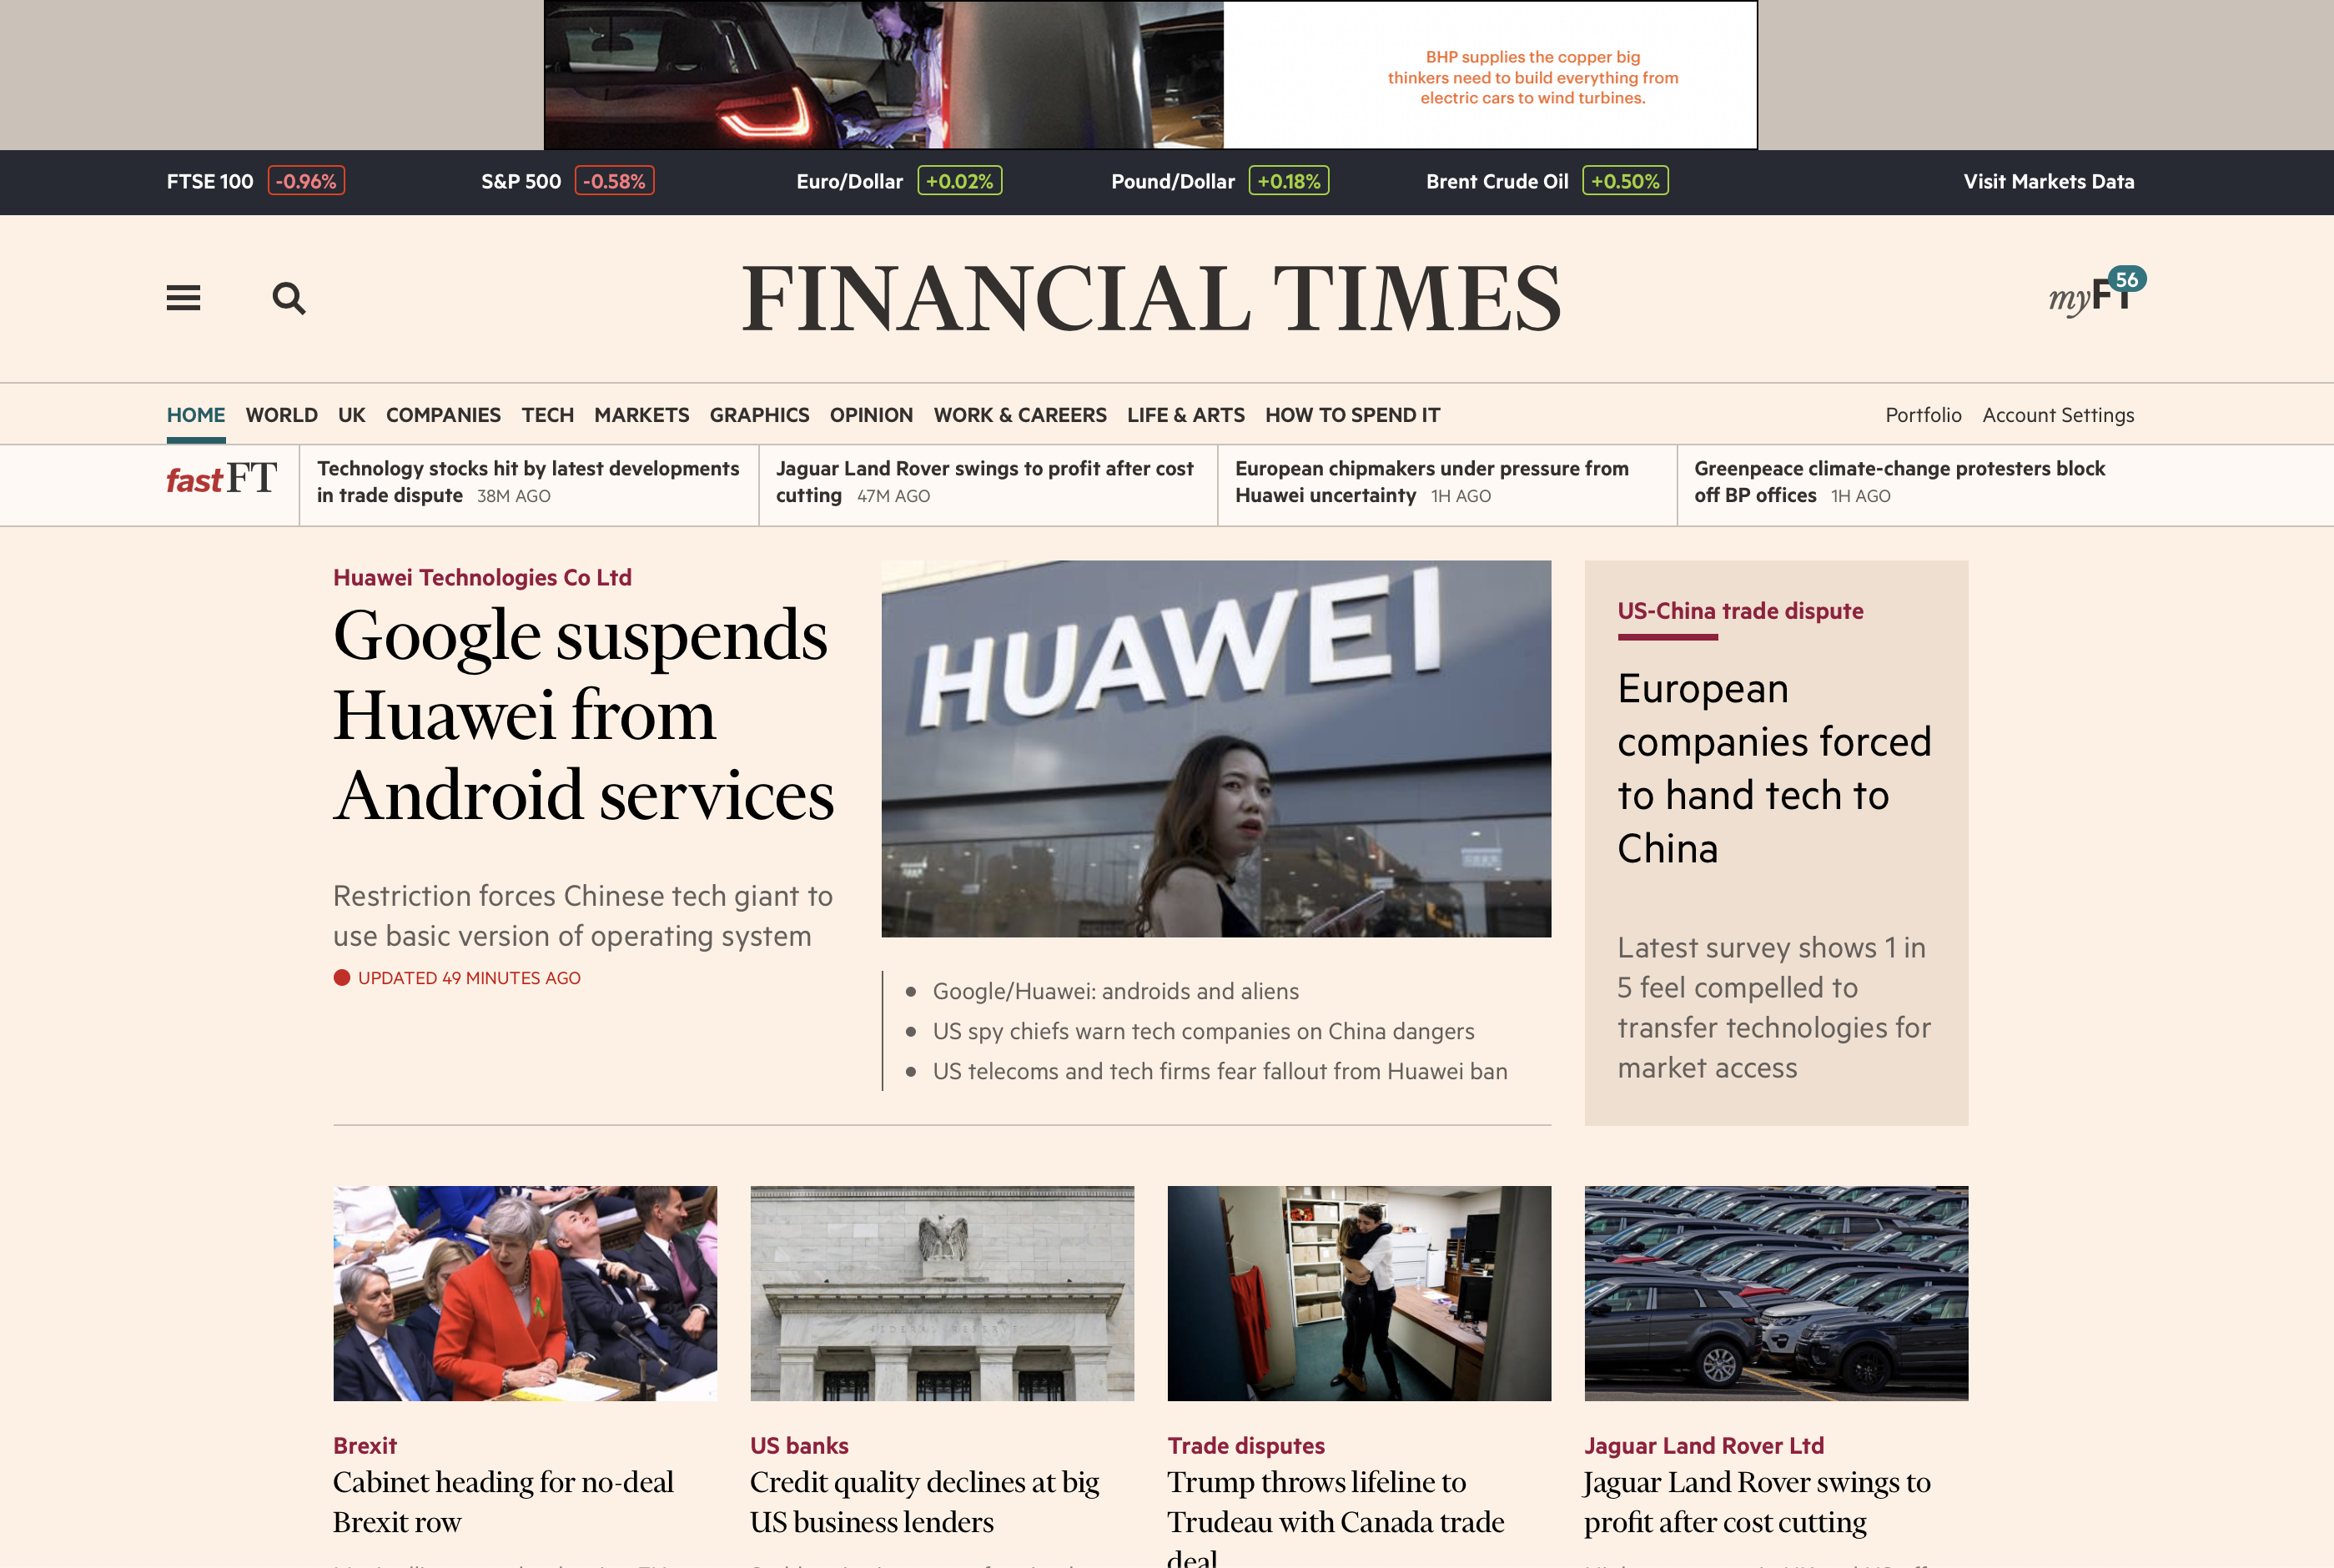 BHP supplies the copper big
thinkers need to build everything from
electric cars to wind turbines.
FTSE 100 -0.96% S&P 500 -0.58% Euro/Dollar +0.02% Pound/Dollar +0.18% Brent Crude Oil +0.50% Visit Markets Data
FINANCIAL TIMES
myFT 56
HOME WORLD UK COMPANIES TECH MARKETS GRAPHICS OPINION WORK & CAREERS LIFE & ARTS HOW TO SPEND IT Portfolio Account Settings
fastFT
Technology stocks hit by latest developments
in trade dispute 38M AGO
Jaguar Land Rover swings to profit after cost
cutting 47M AGO
European chipmakers under pressure from
Huawei uncertainty 1H AGO
Greenpeace climate-change protesters block
off BP offices 1H AGO
Huawei Technologies Co Ltd
Google suspends
Huawei from
Android services
Restriction forces Chinese tech giant to
use basic version of operating system
UPDATED 49 MINUTES AGO
HUAWEI
Google/Huawei: androids and aliens
US spy chiefs warn tech companies on China dangers
US telecoms and tech firms fear fallout from Huawei ban
US-China trade dispute
European
companies forced
to hand tech to
China
Latest survey shows 1 in
5 feel compelled to
transfer technologies for
market access
Brexit
Cabinet heading for no-deal
Brexit row
US banks
Credit quality declines at big
US business lenders
Trade disputes
Trump throws lifeline to
Trudeau with Canada trade
deal
Jaguar Land Rover Ltd
Jaguar Land Rover swings to
profit after cost cutting